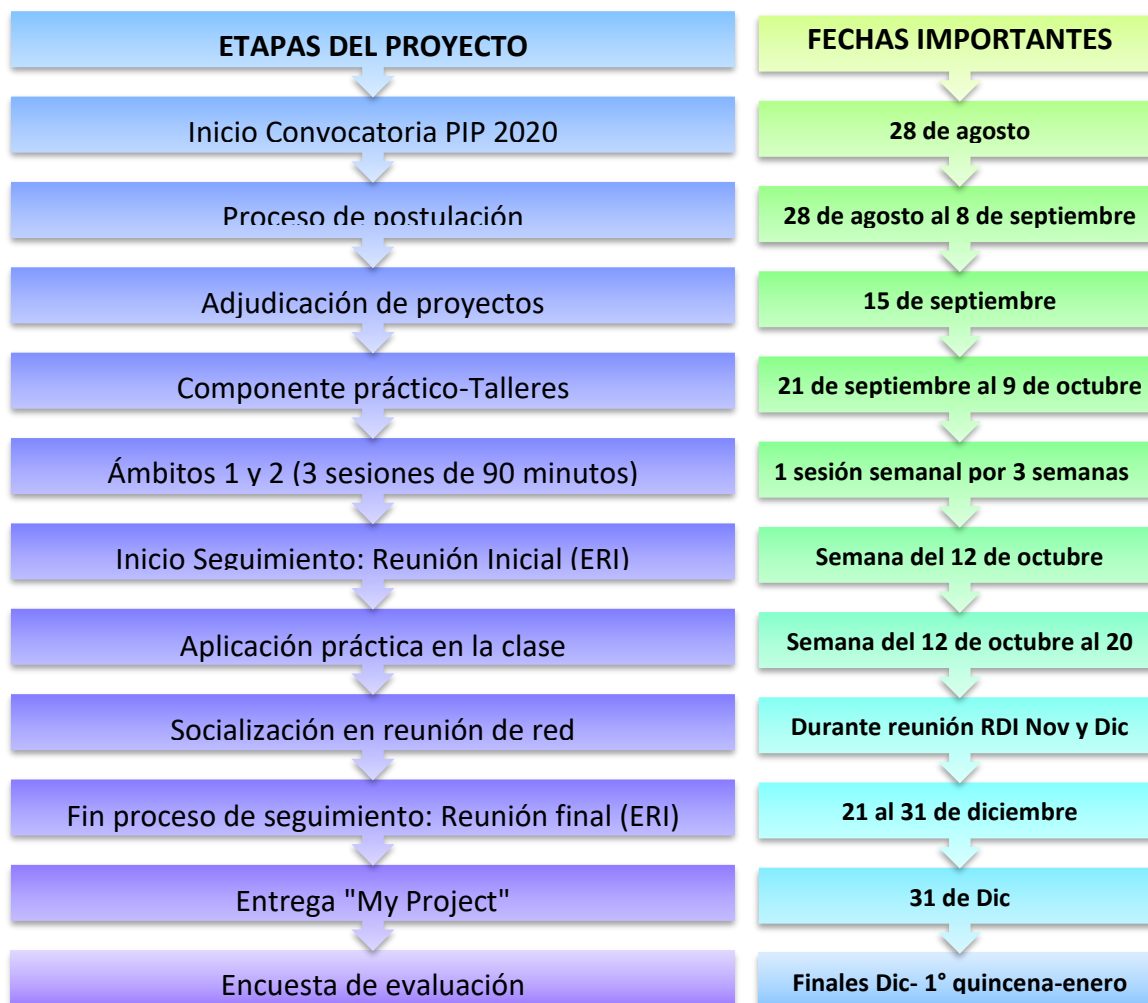 ETAPAS DEL PROYECTO
FECHAS IMPORTANTES
Inicio Convocatoria PIP 2020
28 de agosto
Proceso de postulación
28 de agosto al 8 de septiembre
Adjudicación de proyectos
15 de septiembre
Componente práctico-Talleres
21 de septiembre al 9 de octubre
Ámbitos 1 y 2 (3 sesiones de 90 minutos)
1 sesión semanal por 3 semanas
Inicio Seguimiento: Reunión Inicial (ERI)
Semana del 12 de octubre
Aplicación práctica en la clase
Semana del 12 de octubre al 20
Socialización en reunión de red
Durante reunión RDI Nov y Dic
Fin proceso de seguimiento: Reunión final (ERI)
21 al 31 de diciembre
Entrega "My Project"
31 de Dic
Encuesta de evaluación
Finales Dic- 1° quincena-enero